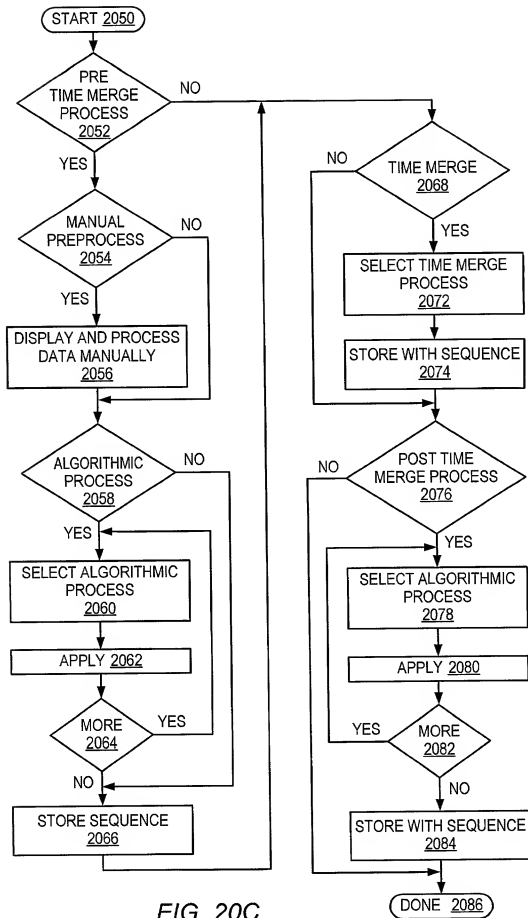 START 2050
PRE
TIME MERGE
PROCESS
2052
NO
YES
MANUAL
PREPROCESS
2054
NO
YES
DISPLAY AND PROCESS
DATA MANUALLY
2056
ALGORITHMIC
PROCESS
2058
NO
YES
SELECT ALGORITHMIC
PROCESS
2060
APPLY 2062
MORE
2064
YES
NO
STORE SEQUENCE
2066
TIME MERGE
2068
NO
YES
SELECT TIME MERGE
PROCESS
2072
STORE WITH SEQUENCE
2074
POST TIME
MERGE PROCESS
2076
NO
YES
SELECT ALGORITHMIC
PROCESS
2078
APPLY 2080
MORE
2082
YES
NO
STORE WITH SEQUENCE
2084
DONE 2086
FIG. 20C